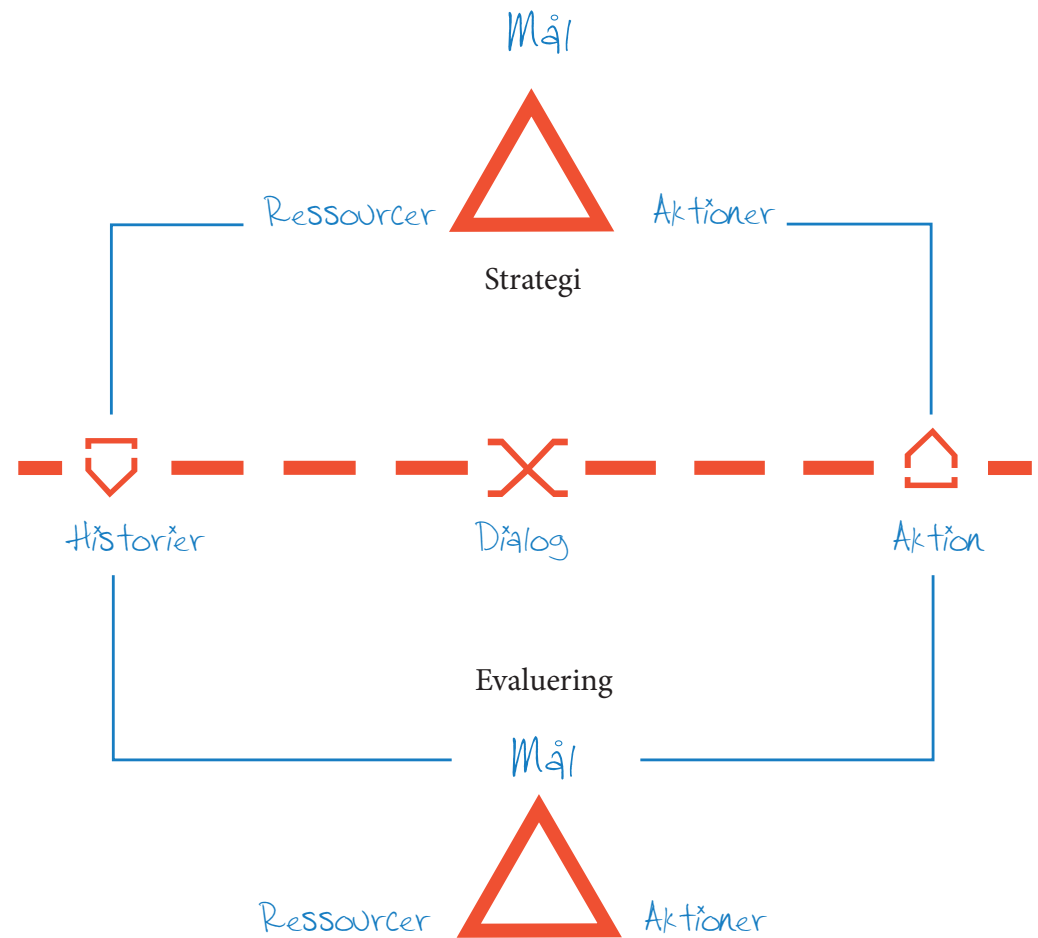 Mål
Ressourcer
Aktioner
Strategi
Historier
Dialog
Aktion
Evaluering
Mål
Ressourcer
Aktioner